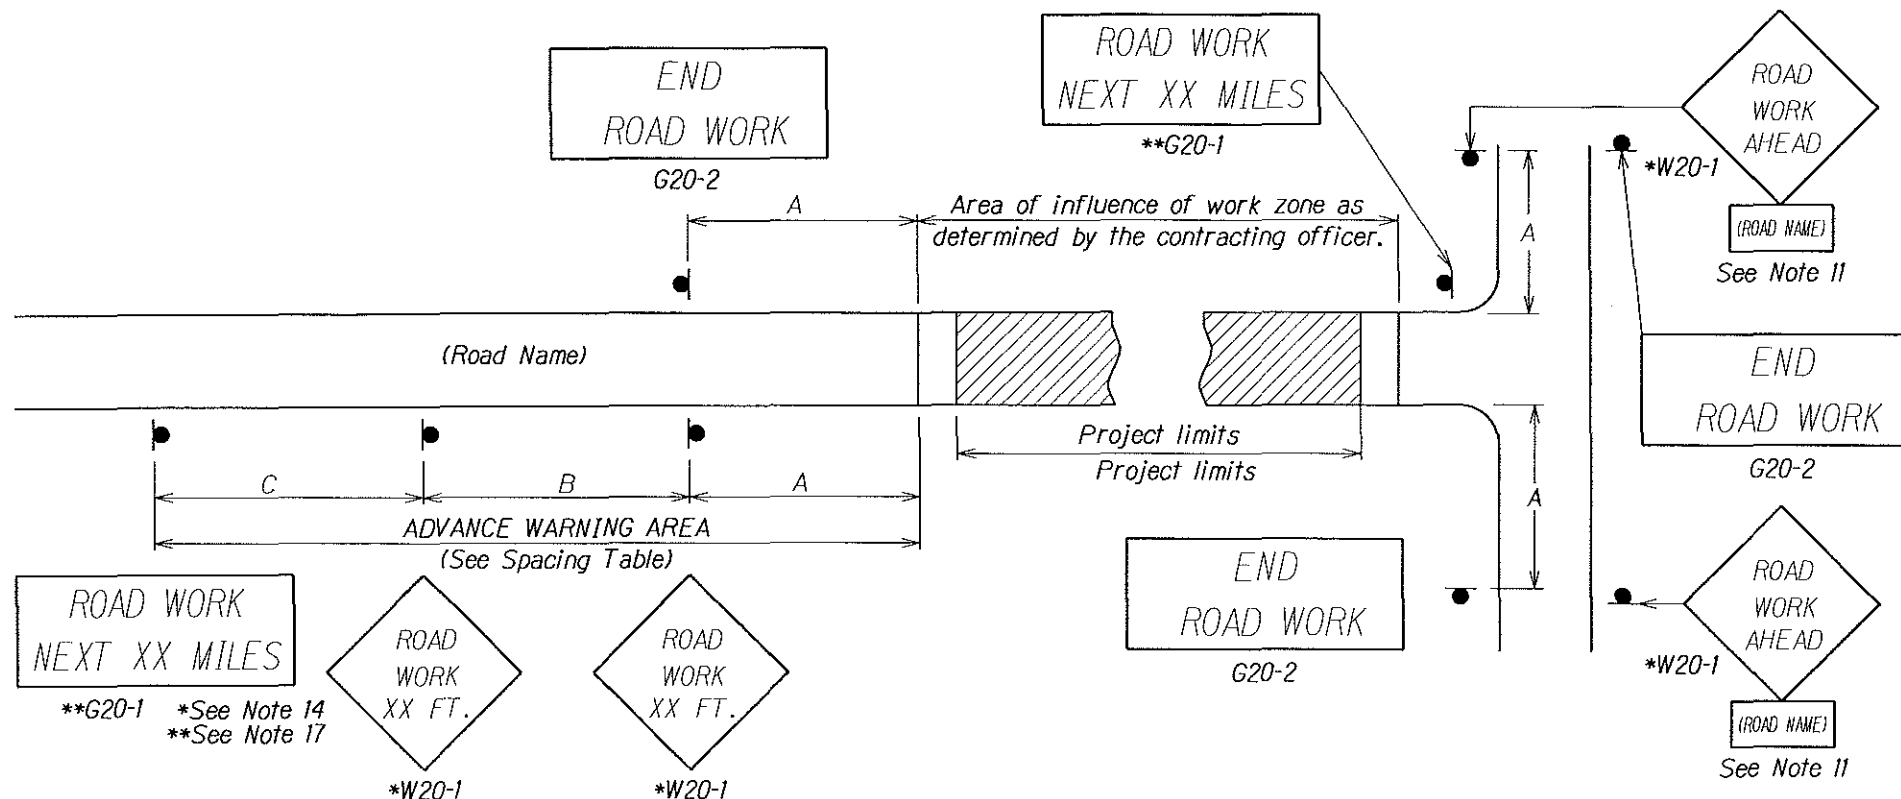 END
ROAD WORK
G20-2
ROAD WORK
NEXT XX MILES
**G20-1
ROAD
WORK
AHEAD
*W20-1
(ROAD NAME)
See Note 11
A
Area of influence of work zone as
determined by the contracting officer.
A
(Road Name)
END
ROAD WORK
G20-2
Project limits
Project limits
C
B
A
ADVANCE WARNING AREA
(See Spacing Table)
A
ROAD WORK
NEXT XX MILES
**G20-1
*See Note 14
**See Note 17
ROAD
WORK
XX FT.
*W20-1
ROAD
WORK
XX FT.
*W20-1
END
ROAD WORK
G20-2
ROAD
WORK
AHEAD
*W20-1
(ROAD NAME)
See Note 11